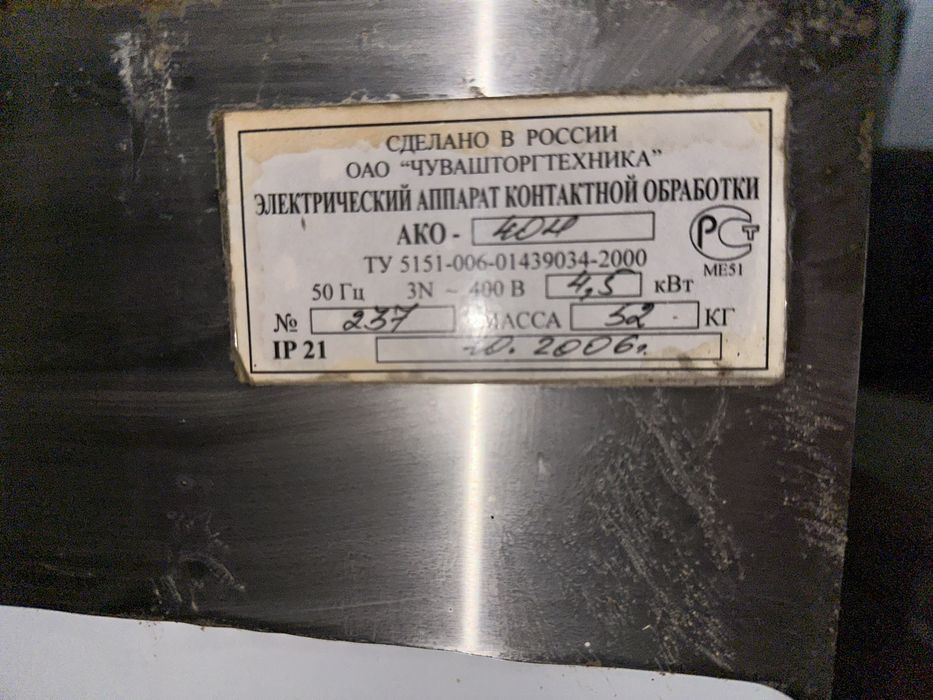 СДЕЛАНО В РОССИИ
ОАО "ЧУВАШТОРГТЕХНИКА"
ЭЛЕКТРИЧЕСКИЙ АППАРАТ КОНТАКТНОЙ ОБРАБОТКИ
АКО - 40Н
РСТ
ТУ 5151-006-01439034-2000
МЕ51
50 Гц 3N ~ 400 В 4,5 кВт
№ 237 МАССА 52 КГ
IP 21 10. 2006г.